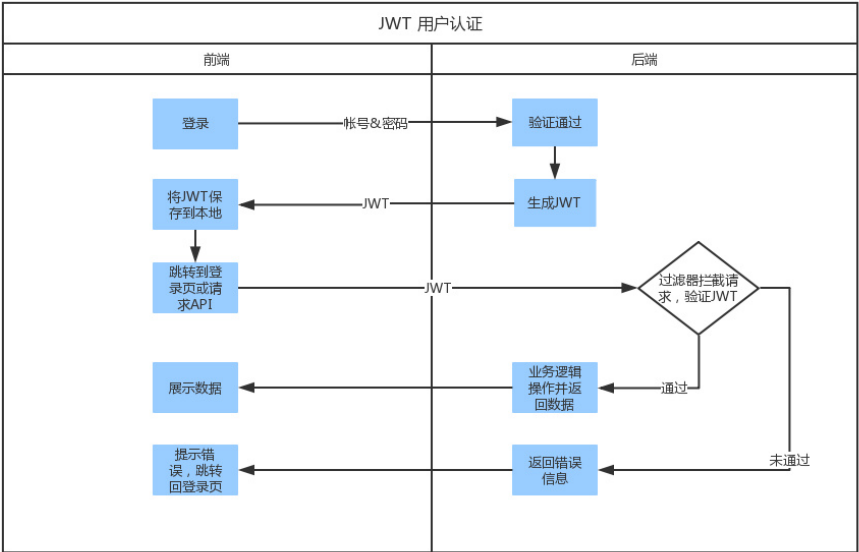 JWT 用户认证
前端
后端
登录
帐号&密码
验证通过
将JWT保
存到本地
JWT
生成JWT
跳转到登
录页或请
求API
JWT
过滤器拦截请
求，验证JWT
展示数据
业务逻辑
操作并返
回数据
通过
提示错
误，跳转
回登录页
返回错误
信息
未通过